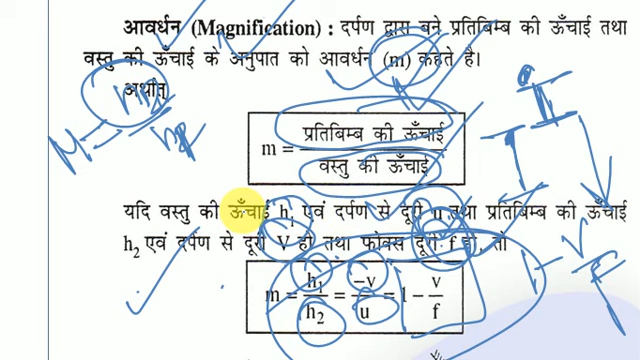 आवर्धन (Magnification) : दर्पण द्वारा बने प्रतिबिम्ब की ऊँचाई तथा
वस्तु की ऊँचाई के अनुपात को आवर्धन (m) कहते है।
अर्थात्
m = प्रतिबिम्ब की ऊँचाई / वस्तु की ऊँचाई
यदि वस्तु की ऊँचाई h₁ एवं दर्पण से दूरी u तथा प्रतिबिम्ब की ऊँचाई
h₂ एवं दर्पण से दूरी V हो तथा फोकस दूरी f हो, तो
m = h₁/h₂ = -v/u = 1 - v/f
1 - V/f